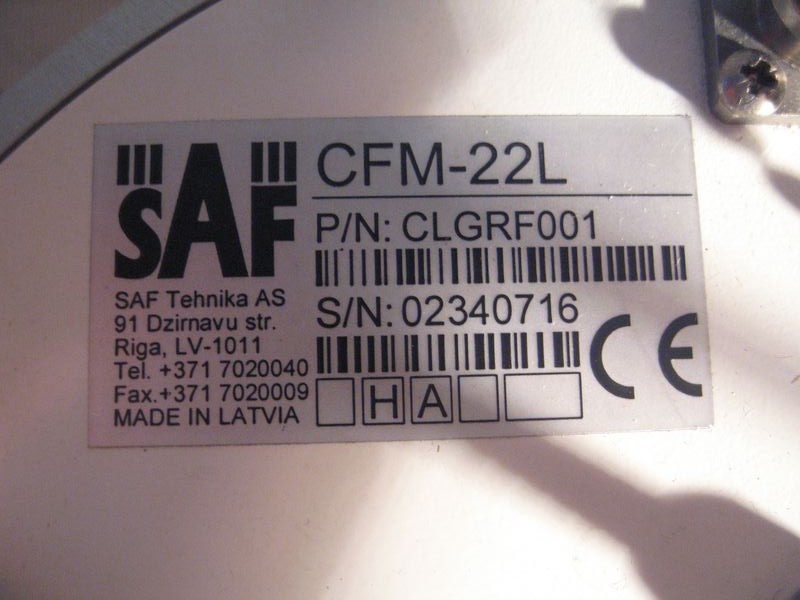 SAF
CFM-22L
P/N: CLGRF001
S/N: 02340716
SAF Tehnika AS
91 Dzirnavu str.
Riga, LV-1011
Tel. +371 7020040
Fax.+371 7020009
MADE IN LATVIA
H A
CE